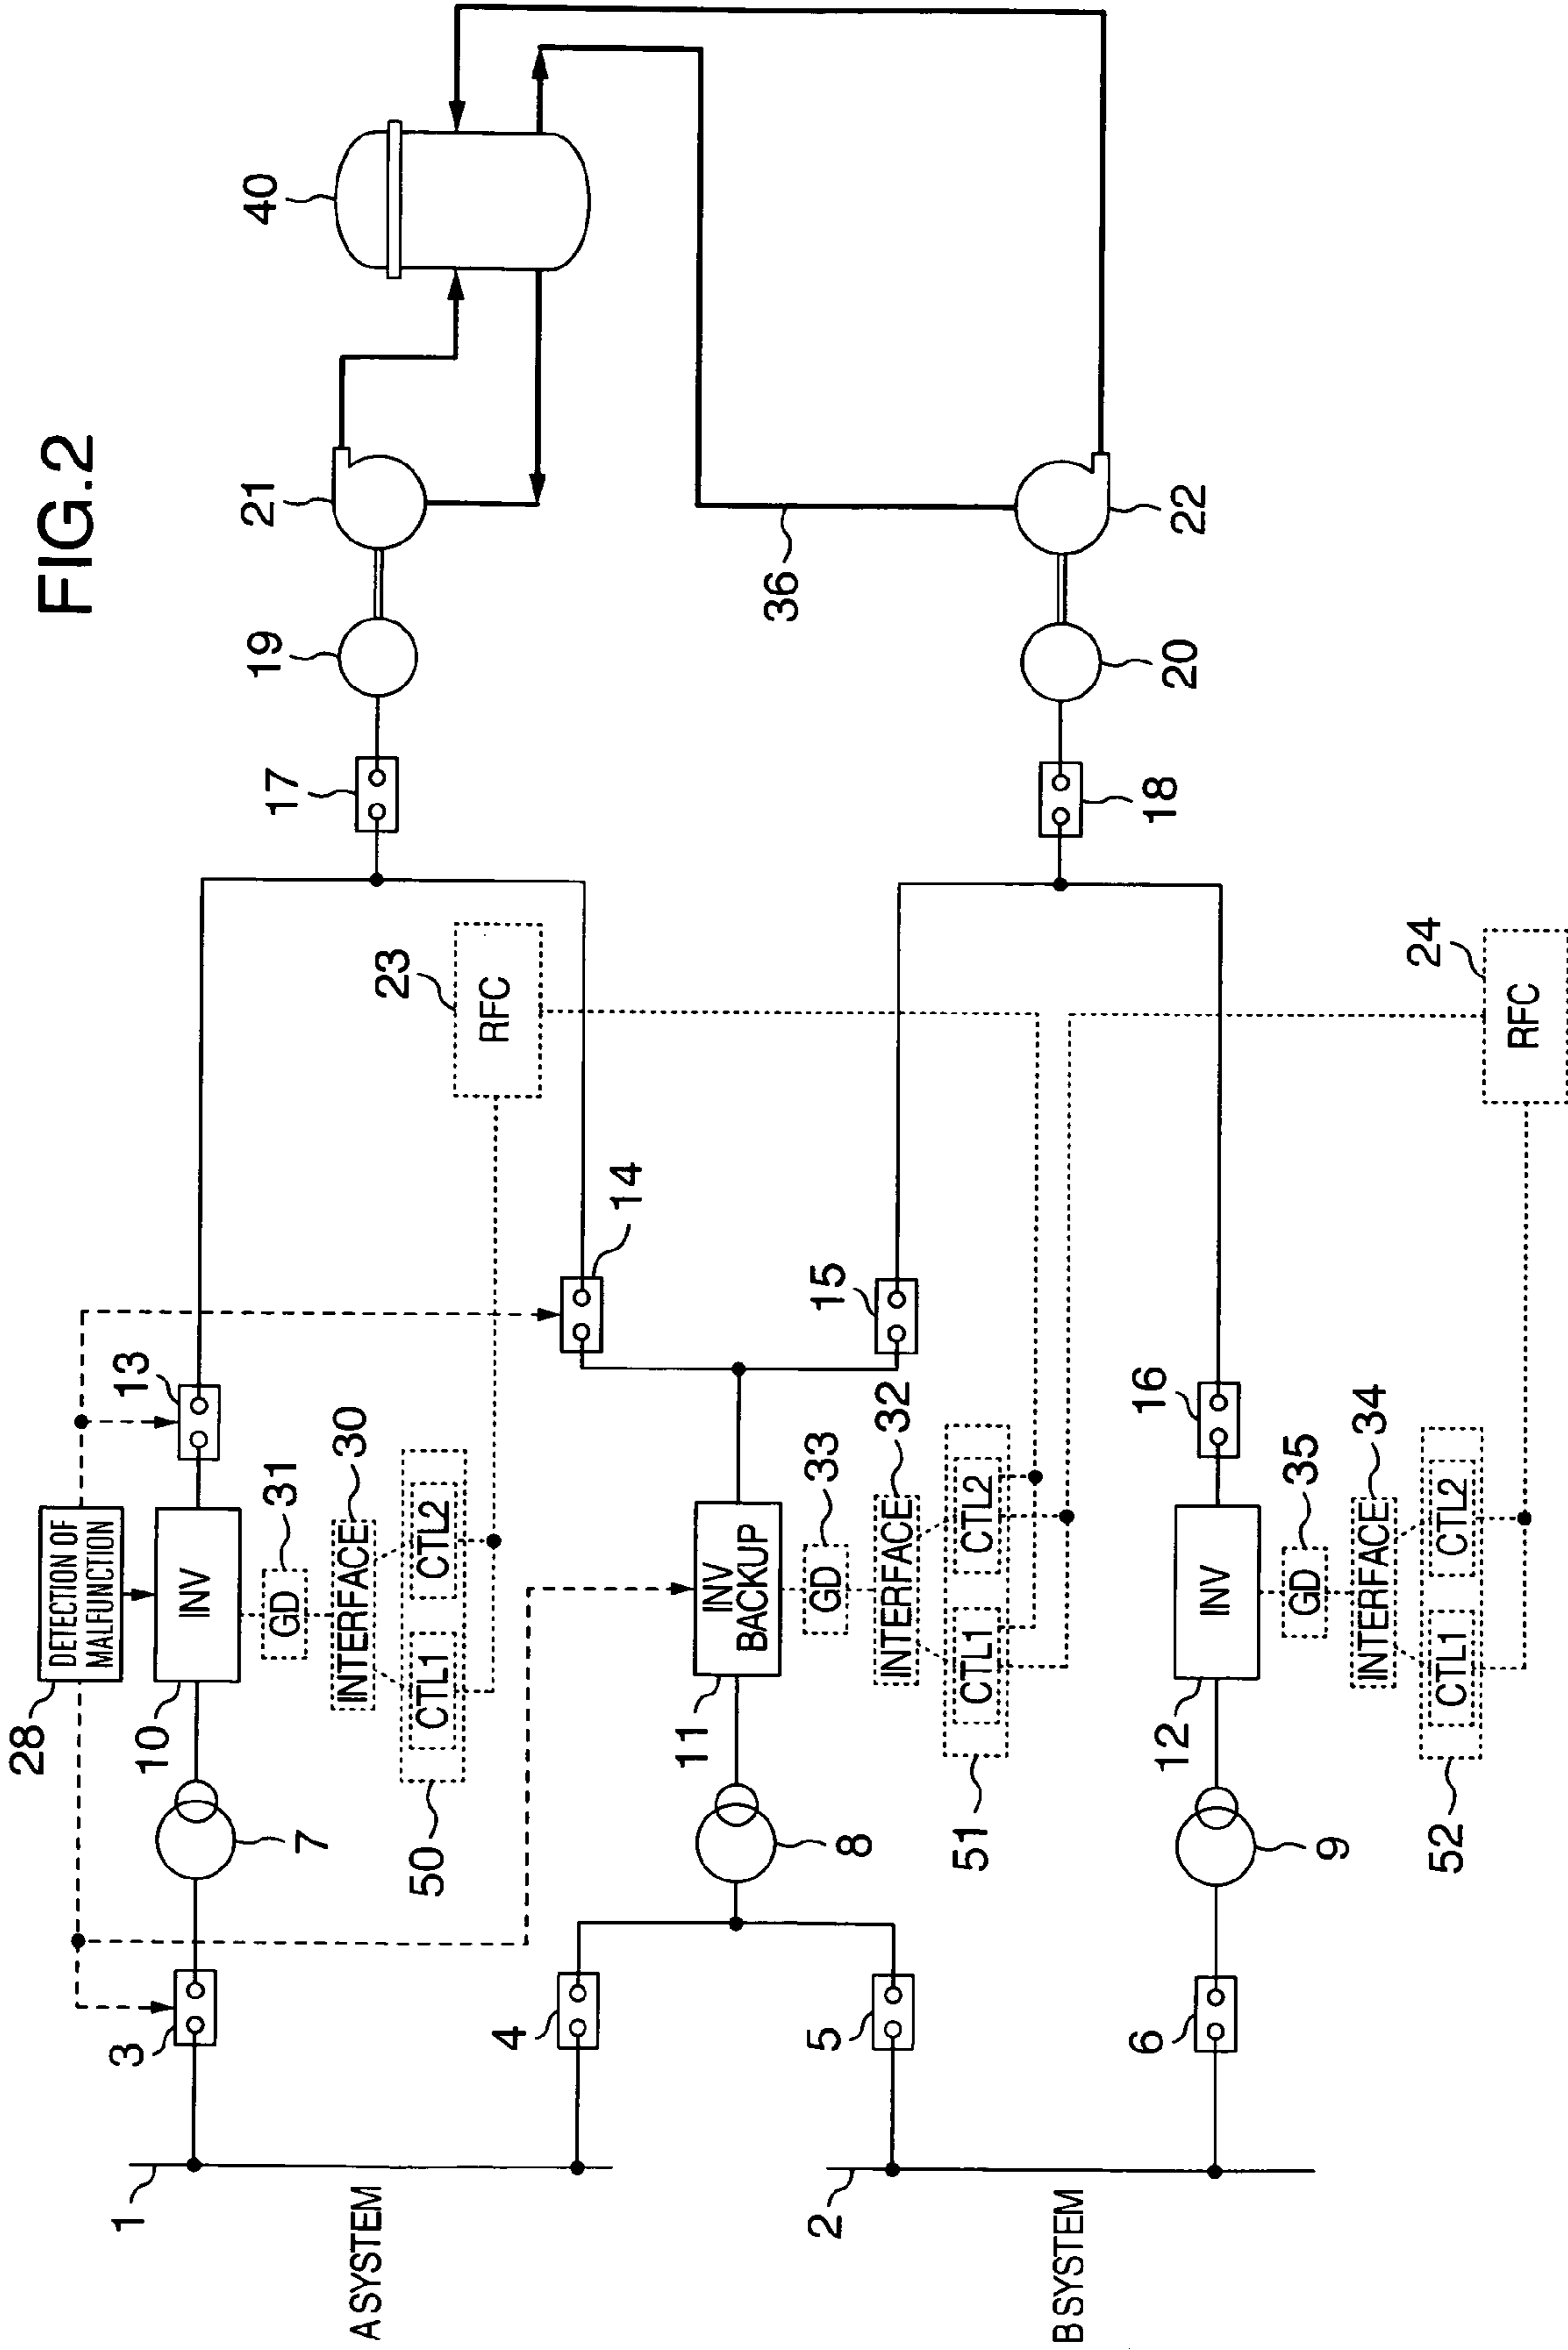 FIG.2
28
DETECTION OF
MALFUNCTION
13
17
19
21
40
3
7
10
INV
31
GD
30
INTERFACE
50
CTL1
CTL2
23
RFC
1
A SYSTEM
14
4
8
11
INV
BACKUP
33
GD
32
INTERFACE
51
CTL1
CTL2
15
36
5
2
B SYSTEM
18
20
22
6
9
12
INV
16
35
GD
34
INTERFACE
52
CTL1
CTL2
24
RFC